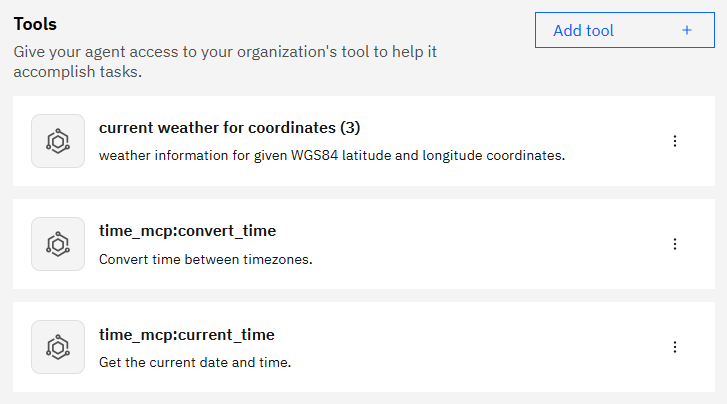 Tools
Add tool +
Give your agent access to your organization's tool to help it
accomplish tasks.
current weather for coordinates (3)
weather information for given WGS84 latitude and longitude coordinates.
time_mcp:convert_time
Convert time between timezones.
time_mcp:current_time
Get the current date and time.